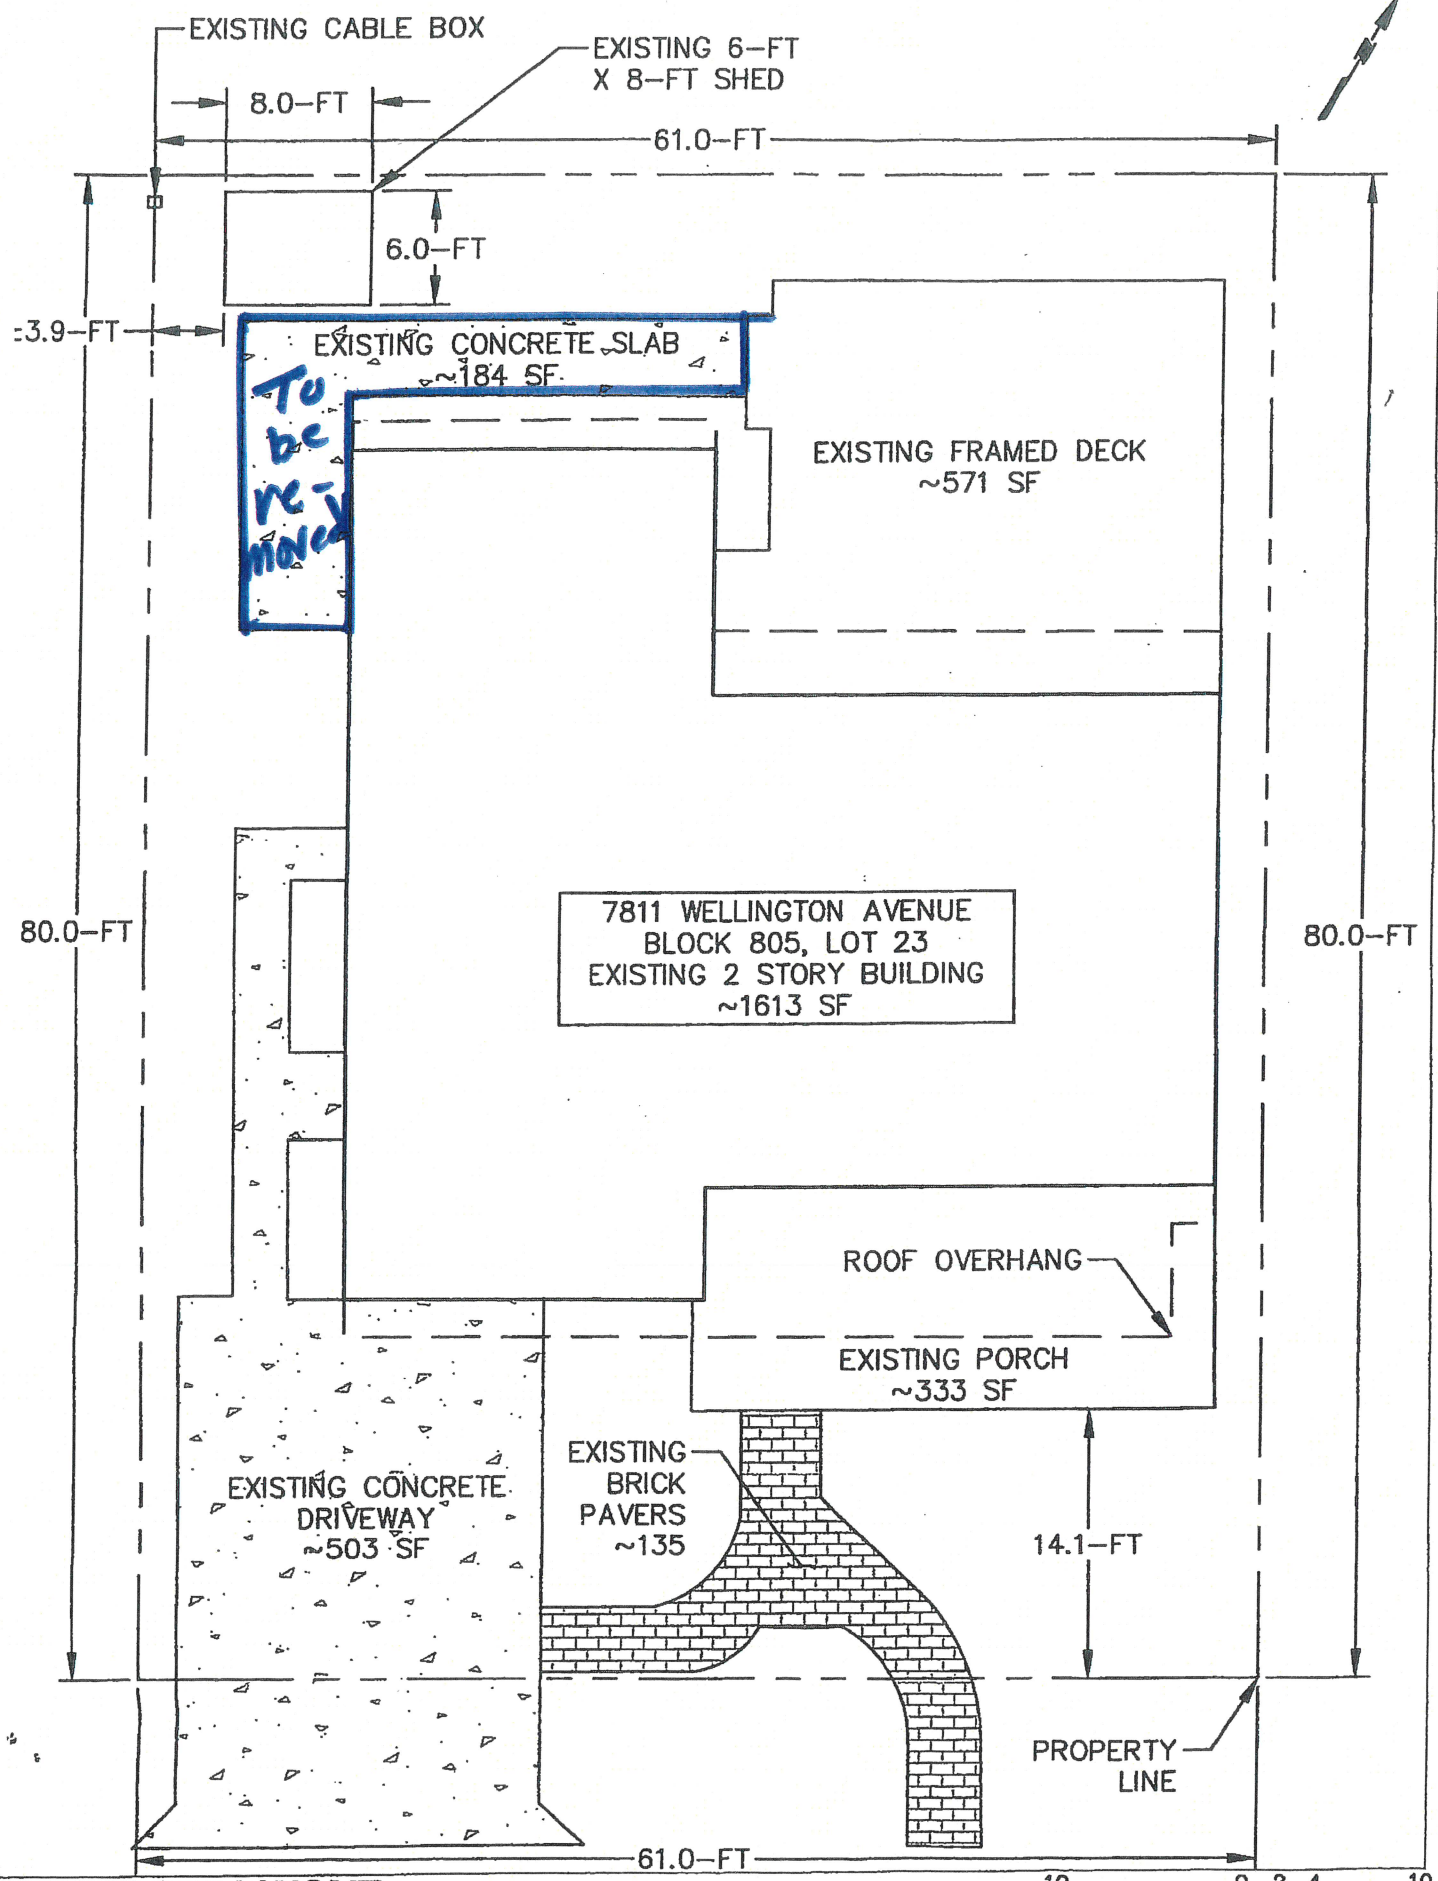 EXISTING CABLE BOX
EXISTING 6-FT
X 8-FT SHED
8.0-FT
61.0-FT
6.0-FT
3.9-FT
EXISTING CONCRETE SLAB
~184 SF
To
be
re-
moved
EXISTING FRAMED DECK
~571 SF
80.0-FT
7811 WELLINGTON AVENUE
BLOCK 805, LOT 23
EXISTING 2 STORY BUILDING
~1613 SF
80.0-FT
ROOF OVERHANG
EXISTING PORCH
~333 SF
EXISTING
BRICK
PAVERS
~135
EXISTING CONCRETE
DRIVEWAY
~503 SF
14.1-FT
PROPERTY
LINE
61.0-FT